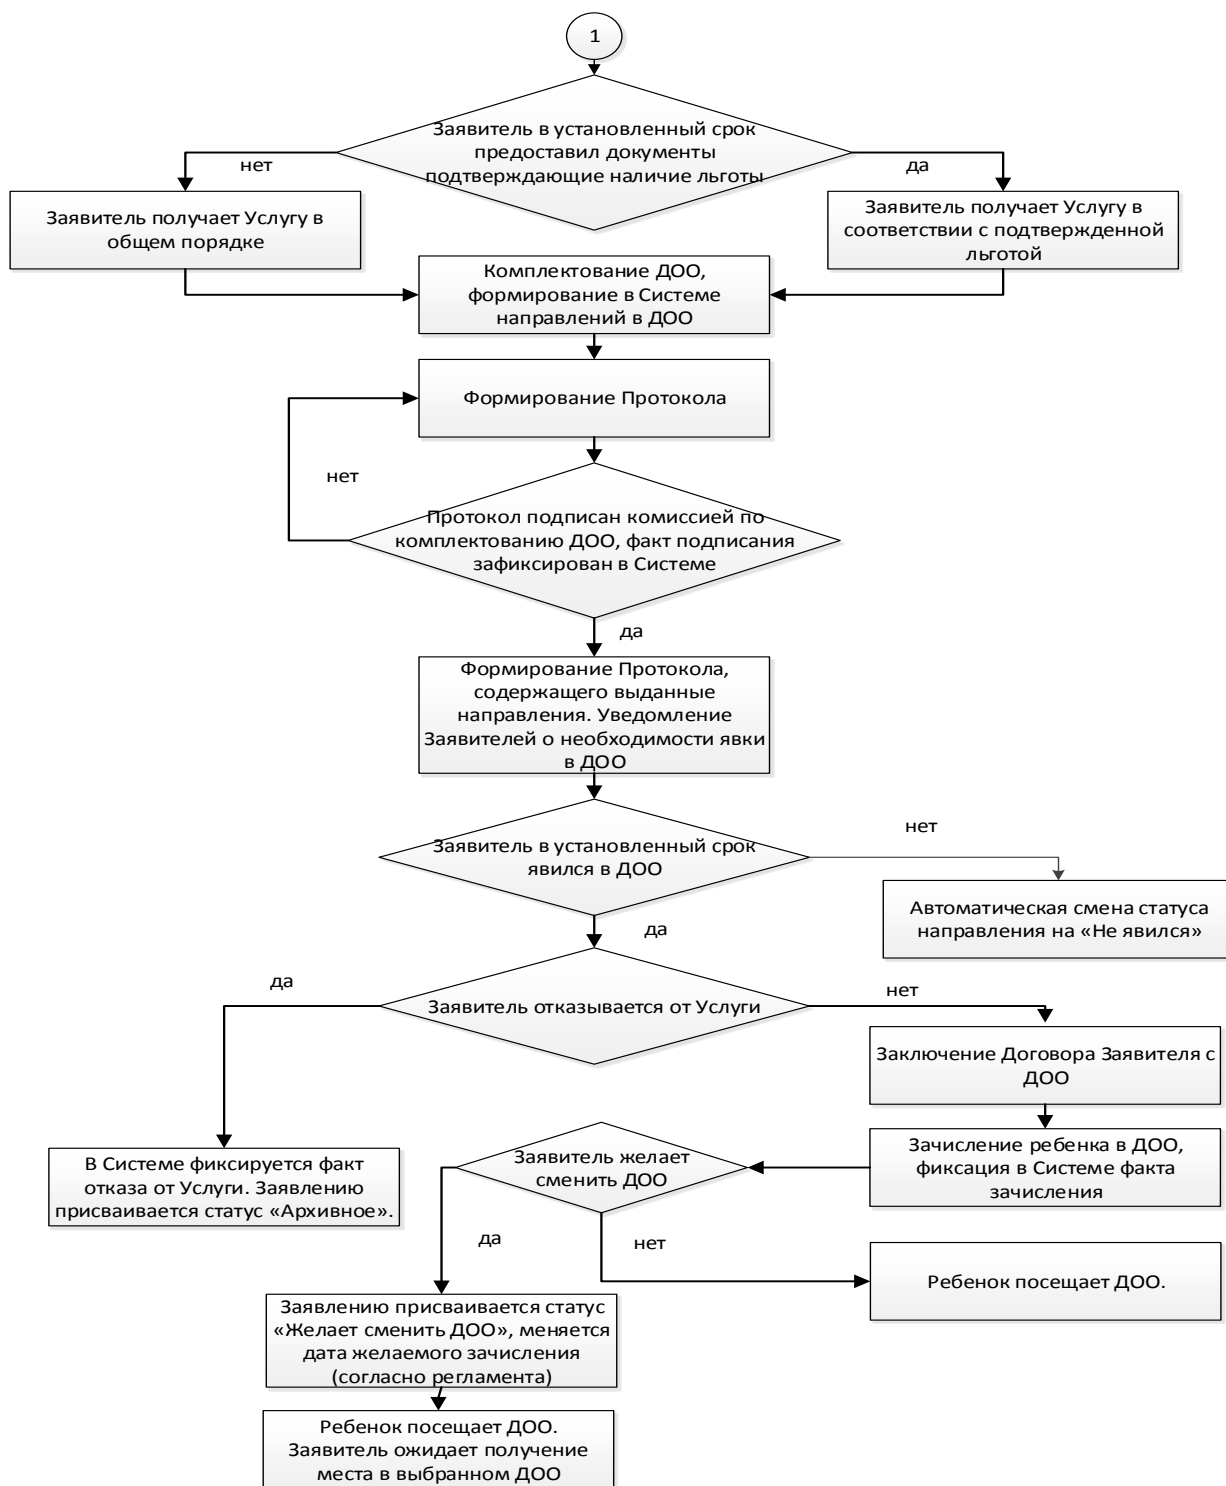 1
Заявитель в установленный срок
предоставил документы
подтверждающие наличие льготы
нет
да
Заявитель получает Услугу в
общем порядке
Заявитель получает Услугу в
соответствии с подтвержденной
льготой
Комплектование ДОО,
формирование в Системе
направлений в ДОО
Формирование Протокола
нет
Протокол подписан комиссией по
комплектованию ДОО, факт подписания
зафиксирован в Системе
да
Формирование Протокола,
содержащего выданные
направления. Уведомление
Заявителей о необходимости явки
в ДОО
Заявитель в установленный срок
явился в ДОО
нет
Автоматическая смена статуса
направления на «Не явился»
да
Заявитель отказывается от Услуги
да
нет
Заключение Договора Заявителя с
ДОО
В Системе фиксируется факт
отказа от Услуги. Заявлению
присваивается статус «Архивное».
Заявитель желает
сменить ДОО
Зачисление ребенка в ДОО,
фиксация в Системе факта
зачисления
да
нет
Ребенок посещает ДОО.
Заявлению присваивается статус
«Желает сменить ДОО», меняется
дата желаемого зачисления
(согласно регламента)
Ребенок посещает ДОО.
Заявитель ожидает получение
места в выбранном ДОО